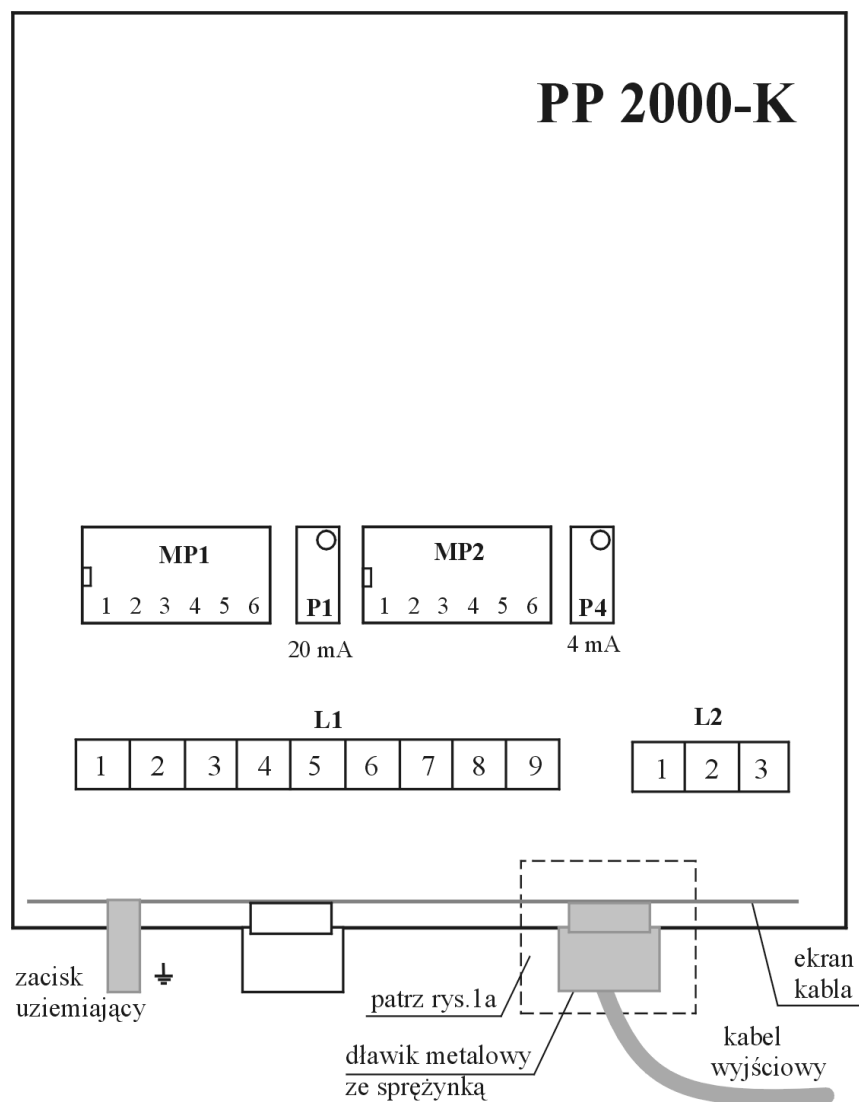 PP 2000-K
MP1
1 2 3 4 5 6
P1
20 mA
MP2
1 2 3 4 5 6
P4
4 mA
L1
1 2 3 4 5 6 7 8 9
L2
1 2 3
zacisk
uziemiający
patrz rys.1a
dławik metalowy
ze sprężynką
kabel
wyjściowy
ekran
kabla